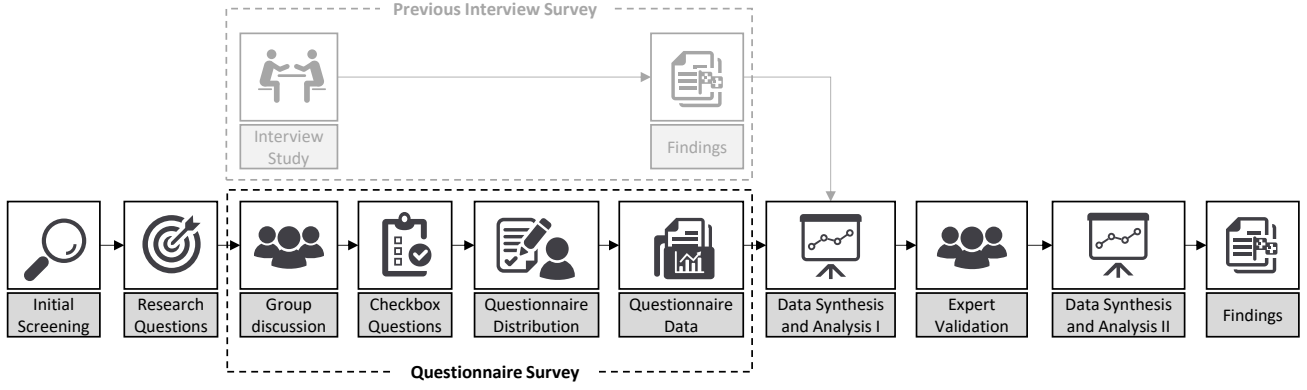 Previous Interview Survey
Interview
Study
Findings
Initial
Screening
Research
Questions
Group
discussion
Checkbox
Questions
Questionnaire
Distribution
Questionnaire
Data
Data Synthesis
and Analysis I
Expert
Validation
Data Synthesis
and Analysis II
Findings
Questionnaire Survey